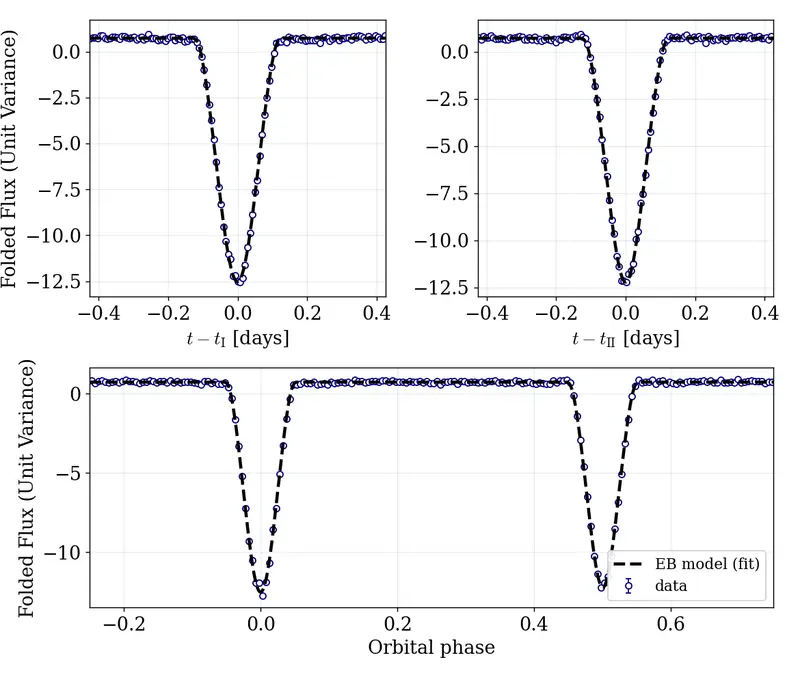 Folded Flux (Unit Variance)
0.0
−2.5
−5.0
−7.5
−10.0
−12.5
−0.4 −0.2 0.0 0.2 0.4
t − tI [days]
0.0
−2.5
−5.0
−7.5
−10.0
−12.5
−0.4 −0.2 0.0 0.2 0.4
t − tII [days]
Folded Flux (Unit Variance)
0
−5
−10
EB model (fit)
data
−0.2 0.0 0.2 0.4 0.6
Orbital phase